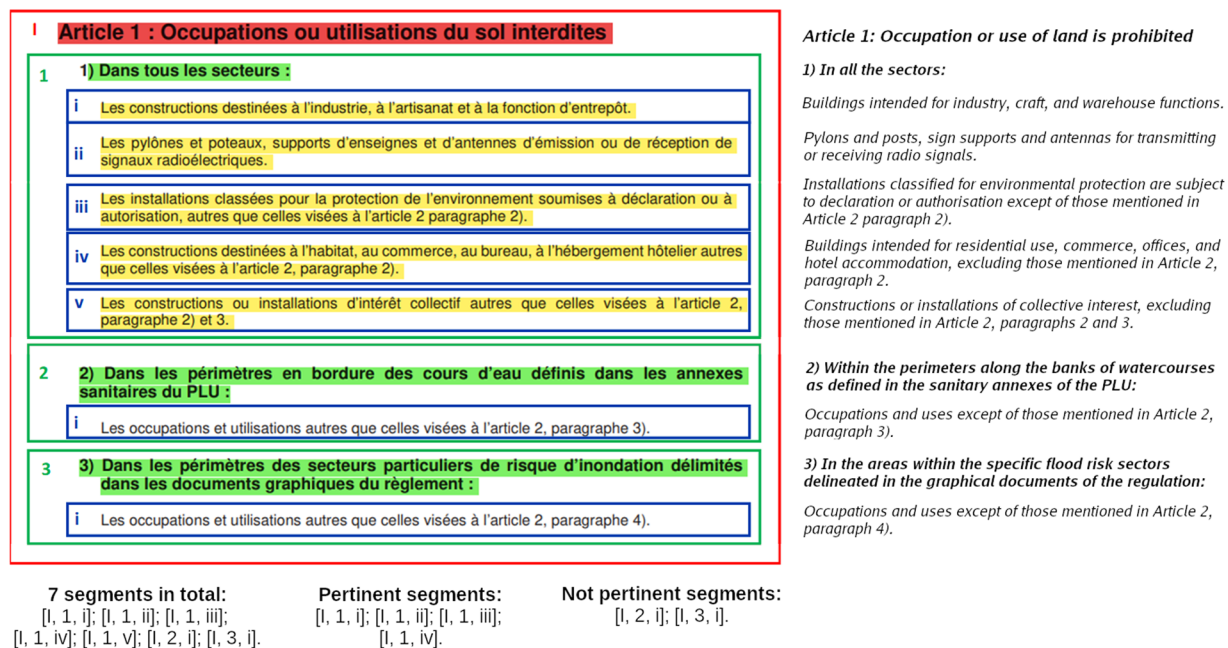 I Article 1 : Occupations ou utilisations du sol interdites
1 1) Dans tous les secteurs :
i Les constructions destinées à l'industrie, à l'artisanat et à la fonction d'entrepôt.
ii Les pylônes et poteaux, supports d'enseignes et d'antennes d'émission ou de réception de
signaux radioélectriques.
iii Les installations classées pour la protection de l'environnement soumises à déclaration ou à
autorisation, autres que celles visées à l'article 2 paragraphe 2).
iv Les constructions destinées à l'habitat, au commerce, au bureau, à l'hébergement hôtelier autres
que celles visées à l'article 2, paragraphe 2).
v Les constructions ou installations d'intérêt collectif autres que celles visées à l'article 2,
paragraphe 2) et 3.
2 2) Dans les périmètres en bordure des cours d'eau définis dans les annexes
sanitaires du PLU :
i Les occupations et utilisations autres que celles visées à l'article 2, paragraphe 3).
3 3) Dans les périmètres des secteurs particuliers de risque d'inondation délimités
dans les documents graphiques du règlement :
i Les occupations et utilisations autres que celles visées à l'article 2, paragraphe 4).
Article 1: Occupation or use of land is prohibited
1) In all the sectors:
Buildings intended for industry, craft, and warehouse functions.
Pylons and posts, sign supports and antennas for transmitting
or receiving radio signals.
Installations classified for environmental protection are subject
to declaration or authorisation except of those mentioned in
Article 2 paragraph 2).
Buildings intended for residential use, commerce, offices, and
hotel accommodation, excluding those mentioned in Article 2,
paragraph 2.
Constructions or installations of collective interest, excluding
those mentioned in Article 2, paragraphs 2 and 3.
2) Within the perimeters along the banks of watercourses
as defined in the sanitary annexes of the PLU:
Occupations and uses except of those mentioned in Article 2,
paragraph 3).
3) In the areas within the specific flood risk sectors
delineated in the graphical documents of the regulation:
Occupations and uses except of those mentioned in Article 2,
paragraph 4).
7 segments in total:
[I, 1, i]; [I, 1, ii]; [I, 1, iii];
[I, 1, iv]; [I, 1, v]; [I, 2, i]; [I, 3, i].
Pertinent segments:
[I, 1, i]; [I, 1, ii]; [I, 1, iii];
[I, 1, iv].
Not pertinent segments:
[I, 2, i]; [I, 3, i].